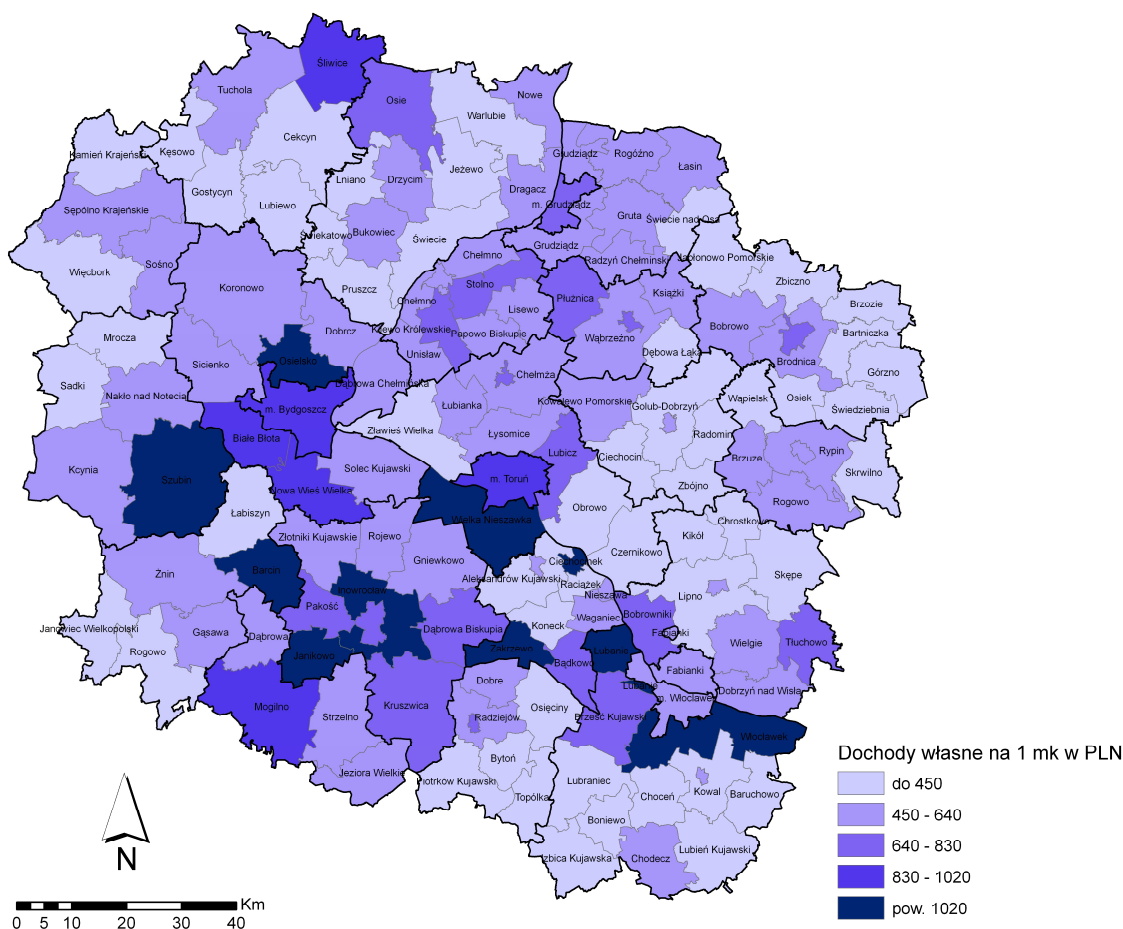 Śliwice
Tuchola
Osie
Nowe
Warlubie
Cekcyn
Kęsowo
Kamień Krajeński
Grudziądz
Rogóźno
Łasin
Jeżewo
Lniano
Drzycim
Gostycyn
Lubiewo
Dragacz
m. Grudziądz
Sępólno Krajeńskie
Gruta
Świecie nad Osą
Bukowiec
Świekatowo
Świecie
Grudziądz
Radzyń Chełmiński
Jabłonowo Pomorskie
Chełmno
Sośno
Więcbork
Zbiczno
Koronowo
Pruszcz
Stolno
Książki
Chełmno
Płużnica
Brzozie
Lisewo
Bobrowo
Bartniczka
Dobrcz
Kijewo Królewskie
Papowo Biskupie
Wąbrzeźno
Mrocza
Unisław
Dębowa Łąka
Brodnica
Osielsko
Sicienko
Górzno
Chełmża
Dąbrowa Chełmińska
Sadki
Nakło nad Notecią
Wąpielsk
Osiek
Kowalewo Pomorskie
Golub-Dobrzyń
Łubianka
m. Bydgoszcz
Świedziebnia
Zławieś Wielka
Łysomice
Radomin
Białe Błota
Lubicz
Ciechocin
Brzuze
Rypin
Kcynia
Solec Kujawski
Skrwilno
Szubin
m. Toruń
Zbójno
Nowa Wieś Wielka
Rogowo
Obrowo
Łabiszyn
Wielka Nieszawka
Chrostkowo
Złotniki Kujawskie
Rojewo
Kikół
Czernikowo
Gniewkowo
Ciechocinek
Barcin
Żnin
Aleksandrów Kujawski
Skępe
Raciążek
Inowrocław
Nieszawa
Lipno
Pakość
Bobrowniki
Waganiec
Janowiec Wielkopolski
Gąsawa
Dąbrowa
Dąbrowa Biskupia
Koneck
Fabianki
Wielgie
Tłuchowo
Rogowo
Zakrzewo
Lubanie
Janikowo
Bądkowo
Fabianki
Dobre
Lubanie
Dobrzyń nad Wisłą
m. Włocławek
Mogilno
Kruszwica
Osięciny
Strzelno
Radziejów
Brześć Kujawski
Włocławek
Bytoń
Jeziora Wielkie
Piotrków Kujawski
Lubraniec
Kowal
Baruchowo
Topólka
Choceń
Boniewo
Lubień Kujawski
Izbica Kujawska
Chodecz
Dochody własne na 1 mk w PLN
do 450
450 - 640
640 - 830
830 - 1020
pow. 1020
N
Km
0 5 10 20 30 40